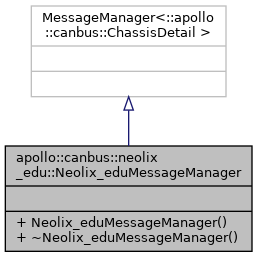 MessageManager<::apollo
::canbus::ChassisDetail >
apollo::canbus::neolix
_edu::Neolix_eduMessageManager
+ Neolix_eduMessageManager()
+ ~Neolix_eduMessageManager()